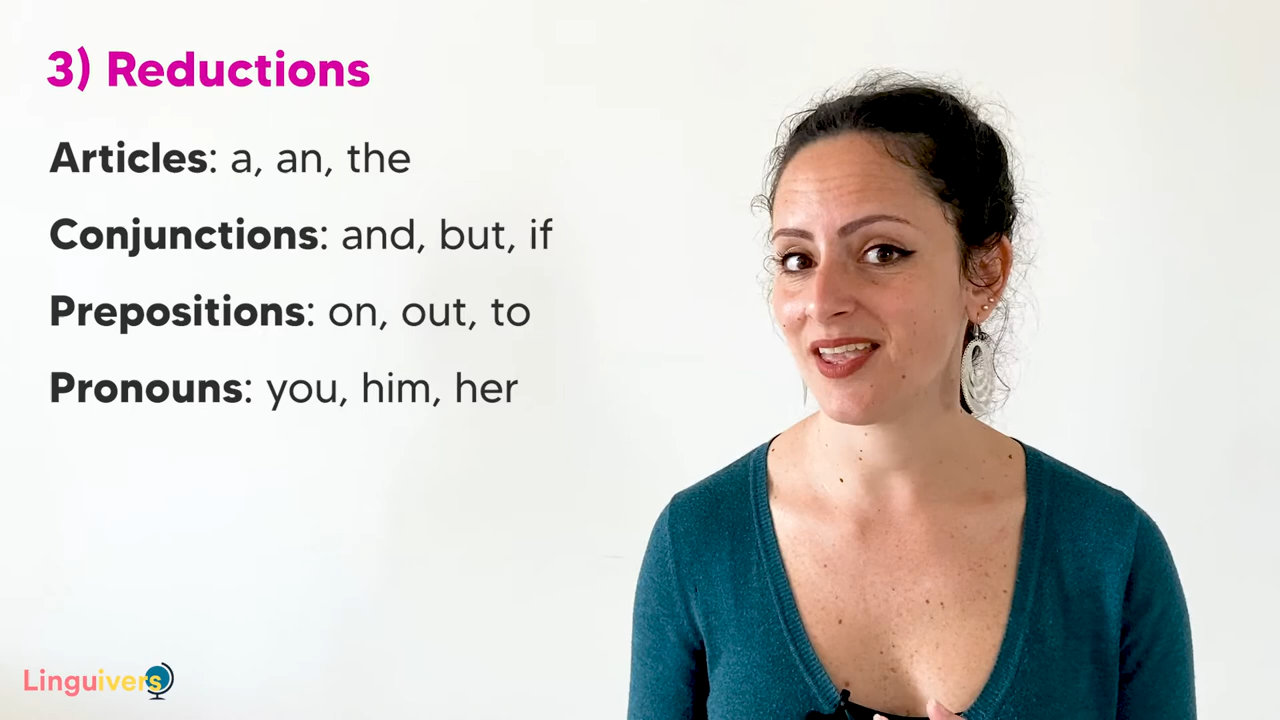 3) Reductions
Articles: a, an, the
Conjunctions: and, but, if
Prepositions: on, out, to
Pronouns: you, him, her
Linguivers